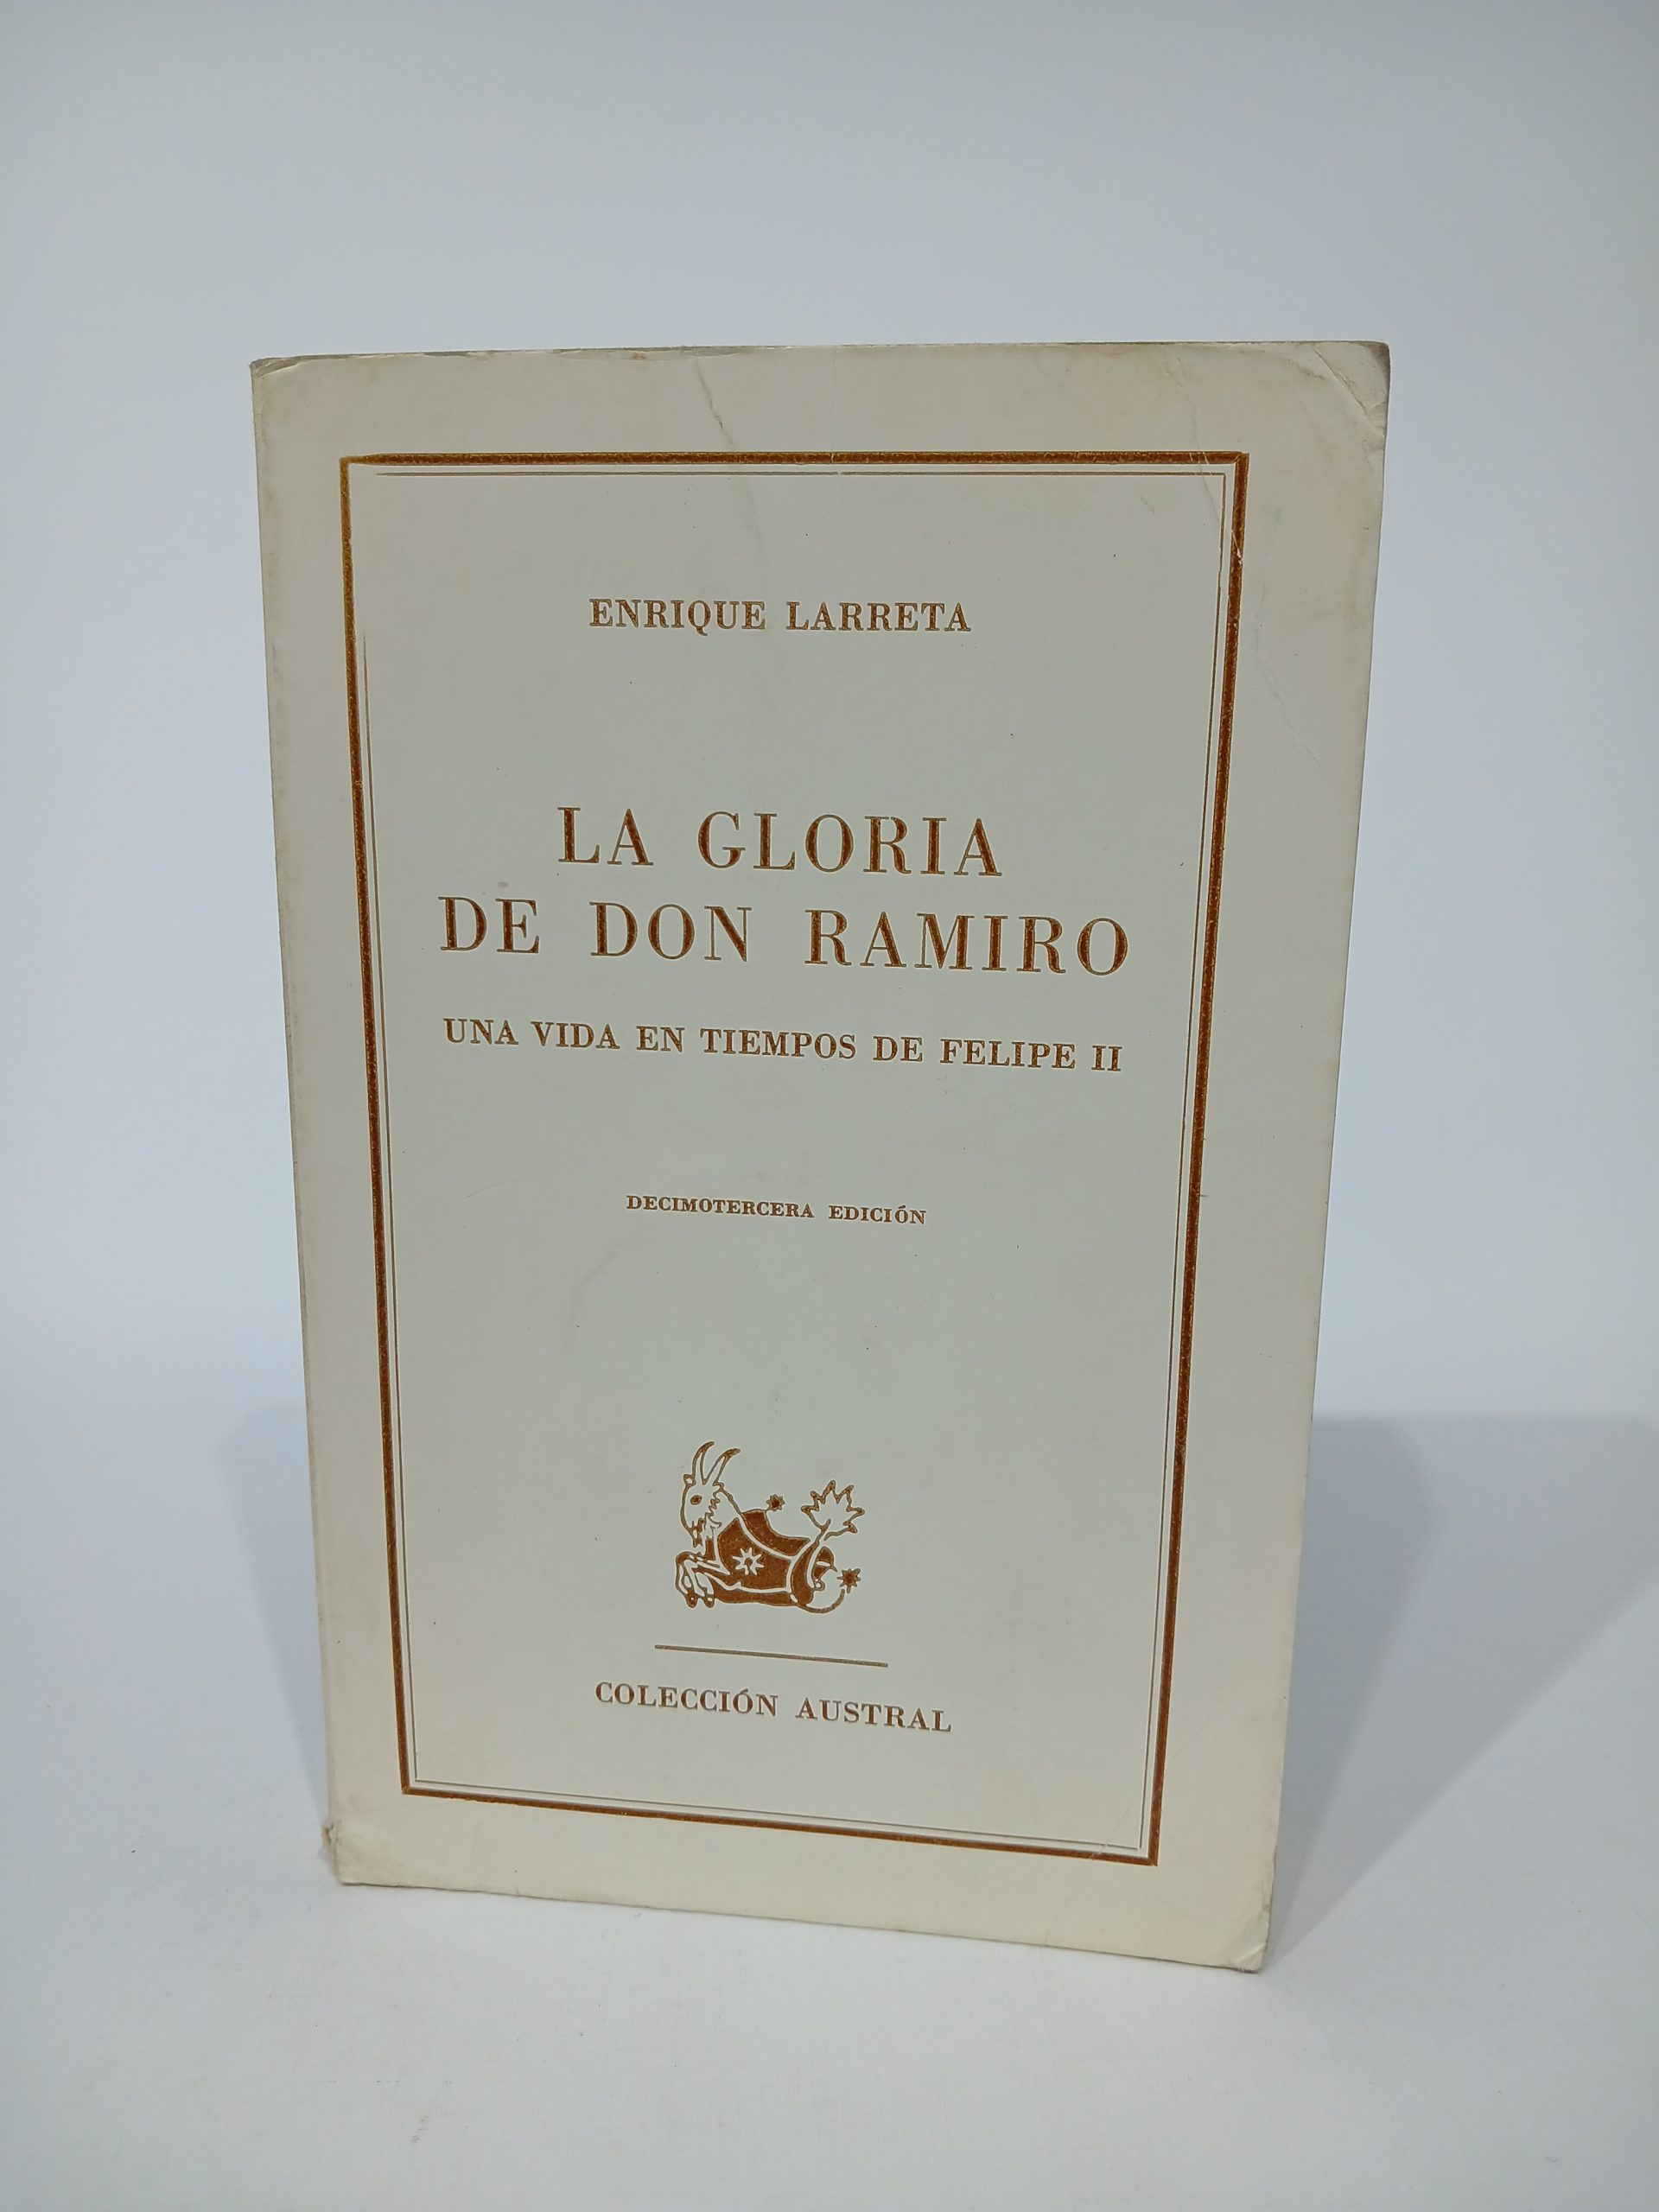 ENRIQUE LARRETA
LA GLORIA
DE DON RAMIRO
UNA VIDA EN TIEMPOS DE FELIPE II
DECIMOTERCERA EDICIÓN
COLECCIÓN AUSTRAL